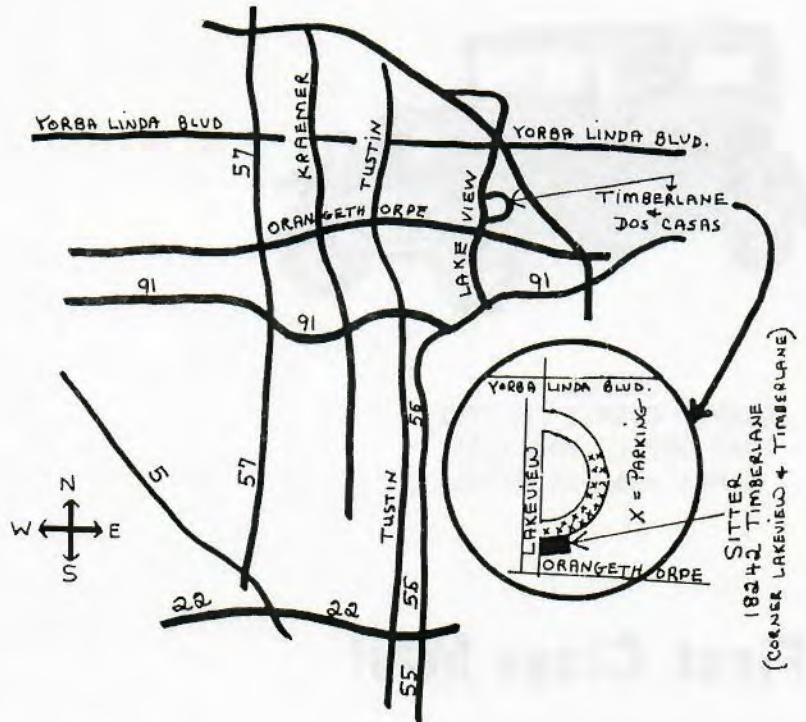 YORBA LINDA BLVD
57
KRAEMER
TUSTIN
YORBA LINDA BLVD.
LAKE VIEW
TIMBERLANE
&
DOS CASAS
ORANGETH ORPE
91
91
91
5
57
N
W E
S
22
22
TUSTIN
55
55
55
YORBA LINDA BLVD.
LAKEVIEW
X = PARKING
ORANGETH ORPE
SITTER
18242 TIMBERLANE
(CORNER LAKEVIEW & TIMBERLANE)